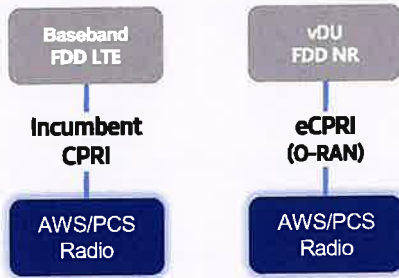 Baseband
FDD LTE
Incumbent
CPRI
AWS/PCS
Radio
vDU
FDD NR
eCPRI
(O-RAN)
AWS/PCS
Radio